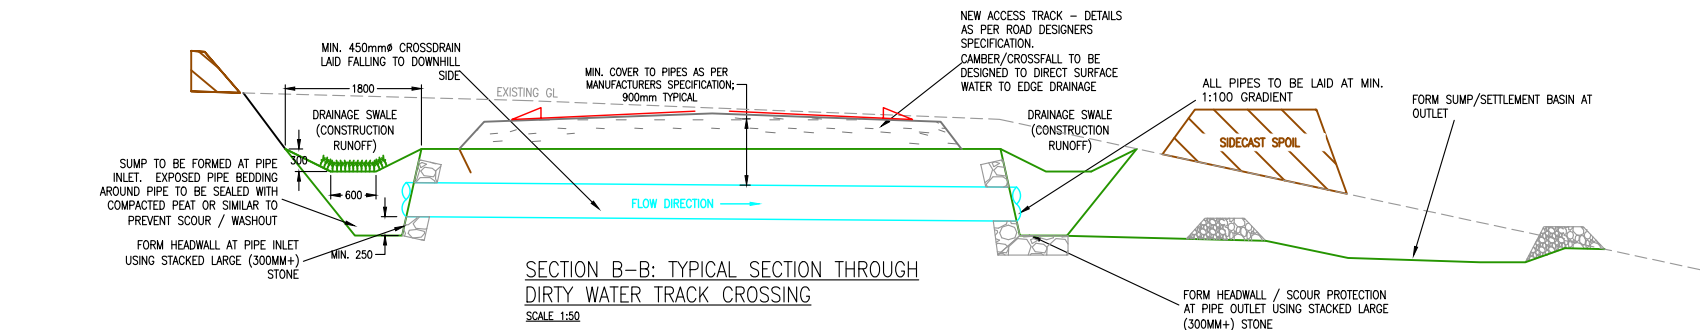 MIN. 450mmø CROSSDRAIN
LAID FALLING TO DOWNHILL
SIDE
1800
EXISTING GL
DRAINAGE SWALE
(CONSTRUCTION
RUNOFF)
300
600
MIN. 250
SUMP TO BE FORMED AT PIPE
INLET. EXPOSED PIPE BEDDING
AROUND PIPE TO BE SEALED WITH
COMPACTED PEAT OR SIMILAR TO
PREVENT SCOUR / WASHOUT
FORM HEADWALL AT PIPE INLET
USING STACKED LARGE (300MM+)
STONE
MIN. COVER TO PIPES AS PER
MANUFACTURERS SPECIFICATION;
900mm TYPICAL
FLOW DIRECTION
NEW ACCESS TRACK - DETAILS
AS PER ROAD DESIGNERS
SPECIFICATION.
CAMBER/CROSSFALL TO BE
DESIGNED TO DIRECT SURFACE
WATER TO EDGE DRAINAGE
DRAINAGE SWALE
(CONSTRUCTION
RUNOFF)
ALL PIPES TO BE LAID AT MIN.
1:100 GRADIENT
SIDECAST SPOIL
FORM SUMP/SETTLEMENT BASIN AT
OUTLET
FORM HEADWALL / SCOUR PROTECTION
AT PIPE OUTLET USING STACKED LARGE
(300MM+) STONE
SECTION B-B: TYPICAL SECTION THROUGH
DIRTY WATER TRACK CROSSING
SCALE 1:50